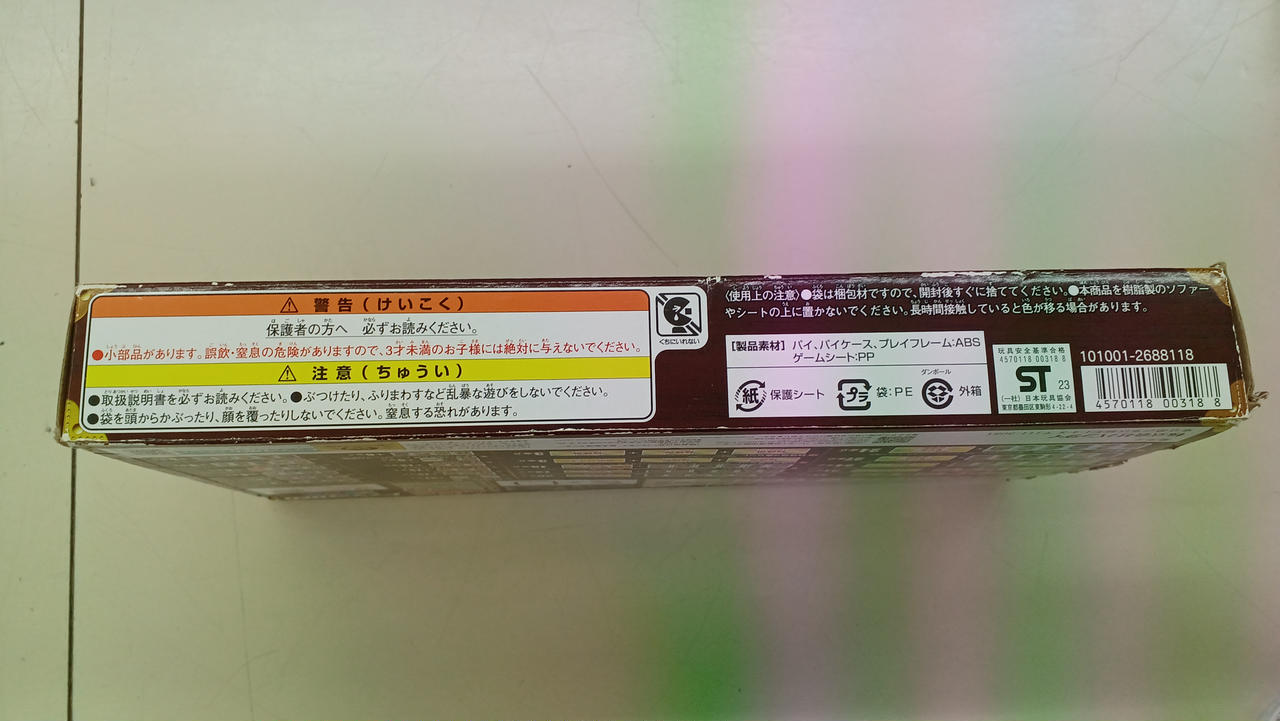 警告(けいこく)
保護者の方へ 必ずお読みください。
●小部品があります。誤飲・窒息の危険がありますので、3才未満のお子様には絶対に与えないでください。
注意(ちゅうい)
●取扱説明書を必ずお読みください。●ぶつけたり、ふりまわすなど乱暴な遊びをしないでください。
●袋を頭からかぶったり、顔を覆ったりしないでください。窒息する恐れがあります。
くちにいれない
〈使用上の注意〉●袋は梱包材ですので、開封後すぐに捨ててください。●本商品を樹脂製のソファー
やシートの上に置かないでください。長時間接触していると色が移る場合があります。
【製品素材】パイ、パイケース、プレイフレーム:ABS
ゲームシート:PP
紙 保護シート プラ 袋:PE ダンボール 外箱
玩具安全基準合格
4570118 00318 8
ST 23
(一社)日本玩具協会
東京都墨田区東駒形4-22-4
101001-2688118
4570118 00318 8